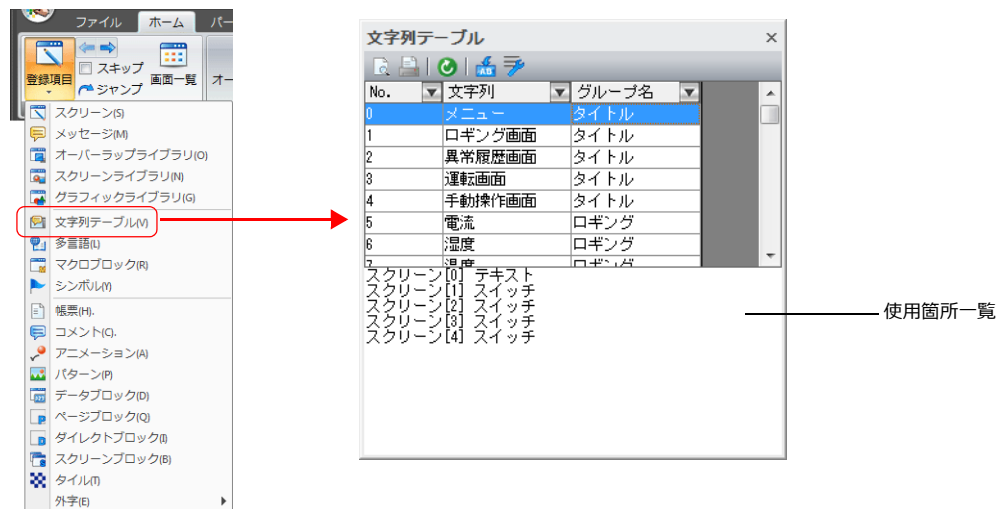 ファイル ホーム パー
登録項目
スキップ
ジャンプ
画面一覧
オー
スクリーン(S)
メッセージ(M)
オーバーラップライブラリ(O)
スクリーンライブラリ(N)
グラフィックライブラリ(G)
文字列テーブル(V)
多言語(L)
マクロブロック(R)
シンボル(Y)
帳票(H).
コメント(C).
アニメーション(A)
パターン(P)
データブロック(D)
ページブロック(Q)
ダイレクトブロック(I)
スクリーンブロック(B)
タイル(T)
外字(E)
文字列テーブル
No. 文字列 グループ名
0 メニュー タイトル
1 ロギング画面 タイトル
2 異常履歴画面 タイトル
3 運転画面 タイトル
4 手動操作画面 タイトル
5 電流 ロギング
6 湿度 ロギング
7 温度 ロギング
スクリーン[0] テキスト
スクリーン[1] スイッチ
スクリーン[2] スイッチ
スクリーン[3] スイッチ
スクリーン[4] スイッチ
使用箇所一覧